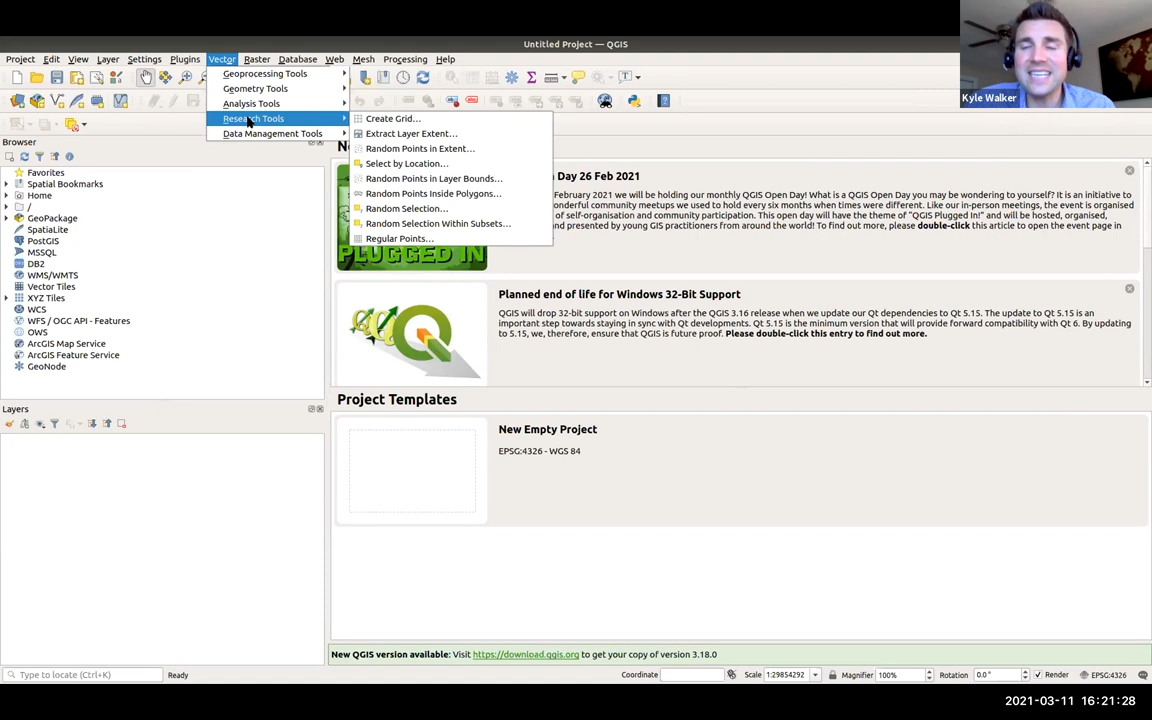 Untitled Project — QGIS
Kyle Walker
Project Edit View Layer Settings Plugins Vector Raster Database Web Mesh Processing Help
Geoprocessing Tools
Geometry Tools
Analysis Tools
Research Tools
Data Management Tools
Create Grid...
Extract Layer Extent...
Random Points in Extent...
Select by Location...
Random Points in Layer Bounds...
Random Points Inside Polygons...
Random Selection...
Random Selection Within Subsets...
Regular Points...
Browser
Favorites
Spatial Bookmarks
Home
/
GeoPackage
SpatiaLite
PostGIS
MSSQL
DB2
WMS/WMTS
Vector Tiles
XYZ Tiles
WCS
WFS / OGC API - Features
OWS
ArcGIS Map Service
ArcGIS Feature Service
GeoNode
Layers
Day 26 Feb 2021
February 2021 we will be holding our monthly QGIS Open Day! What is a QGIS Open Day you may be wondering to yourself? It is an initiative to
community meetups we used to hold every six months when times were different. Like our in-person meetings, the event is organised
of self-organisation and community participation. This open day will have the theme of "QGIS Plugged In!" and will be hosted, organised,
and presented by young GIS practitioners from around the world! To find out more, please double-click this article to open the event page in
PLUGGED IN
Planned end of life for Windows 32-Bit Support
QGIS will drop 32-bit support on Windows after the QGIS 3.16 release when we update our Qt dependencies to Qt 5.15. The update to Qt 5.15 is an
important step towards staying in sync with Qt developments. Qt 5.15 is the minimum version that will provide forward compatibility with Qt 6. By updating
to 5.15, we, therefore, ensure that QGIS is future proof. Please double-click this entry to find out more.
Project Templates
New Empty Project
EPSG:4326 - WGS 84
New QGIS version available: Visit https://download.qgis.org to get your copy of version 3.18.0
Type to locate (Ctrl+K) Ready Coordinate Scale 1:29854292 Magnifier 100% Rotation 0.0° Render EPSG:4326
2021-03-11 16:21:28